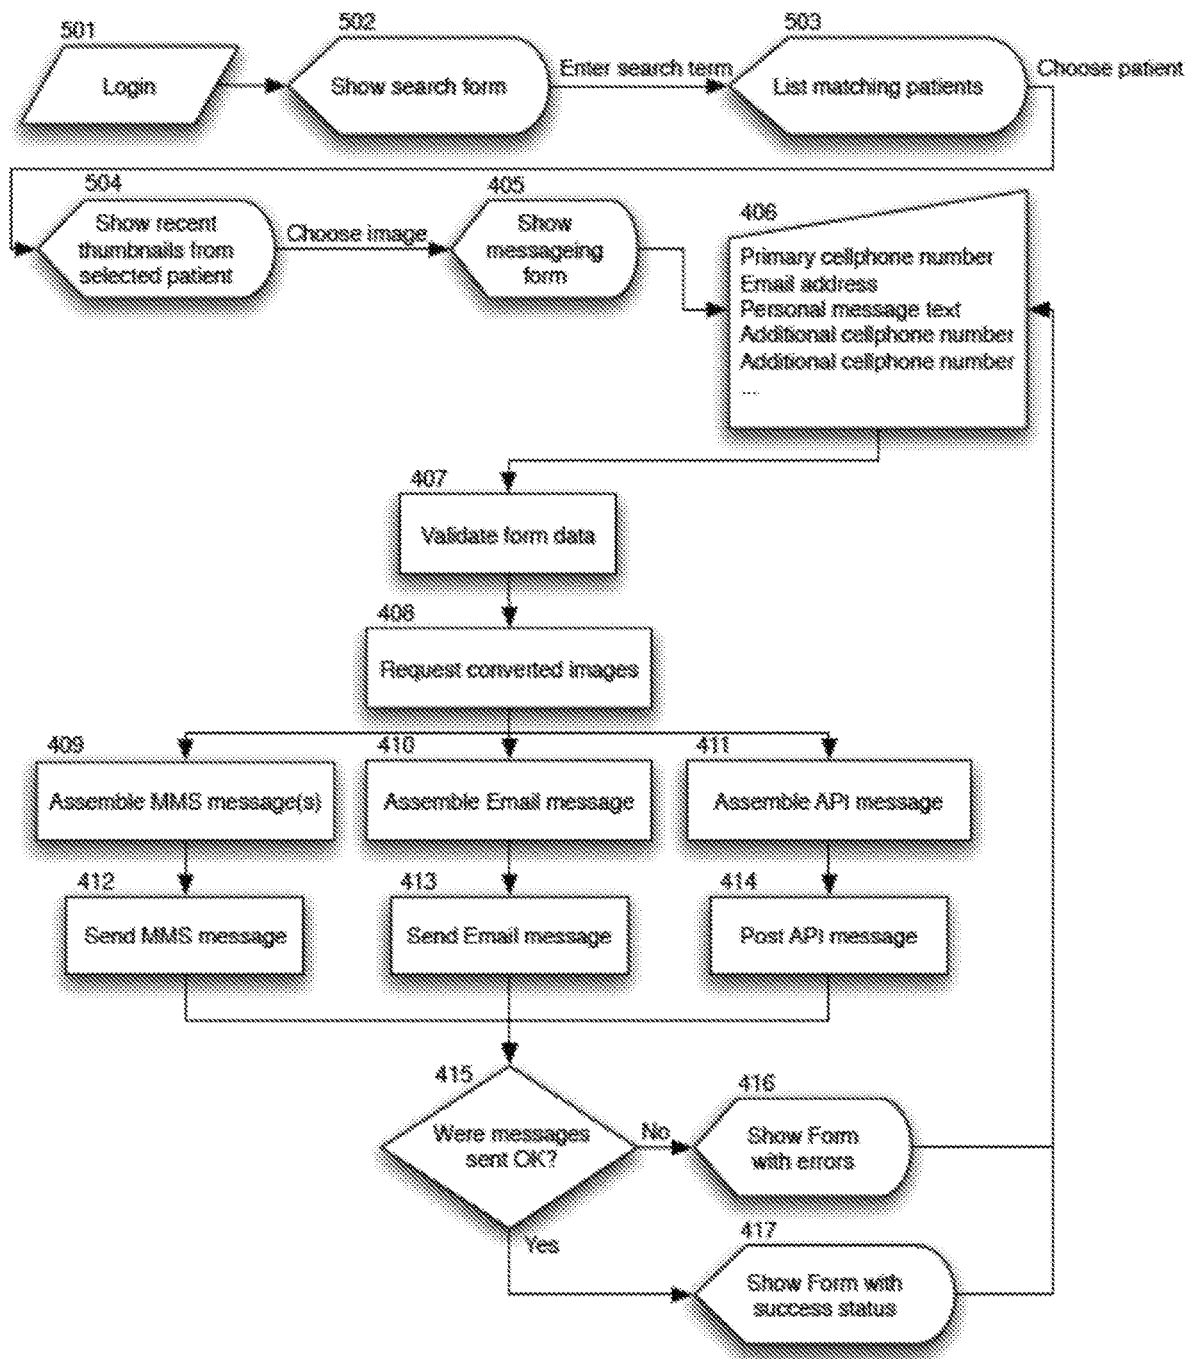 501
Login
502
Show search form
Enter search term
503
List matching patients
Choose patient
504
Show recent
thumbnails from
selected patient
Choose image
405
Show
messageing
form
406
Primary cellphone number
Email address
Personal message text
Additional cellphone number
Additional cellphone number
...
407
Validate form data
408
Request converted images
409
Assemble MMS message(s)
410
Assemble Email message
411
Assemble API message
412
Send MMS message
413
Send Email message
414
Post API message
415
Were messages
sent OK?
No
416
Show Form
with errors
Yes
417
Show Form with
success status